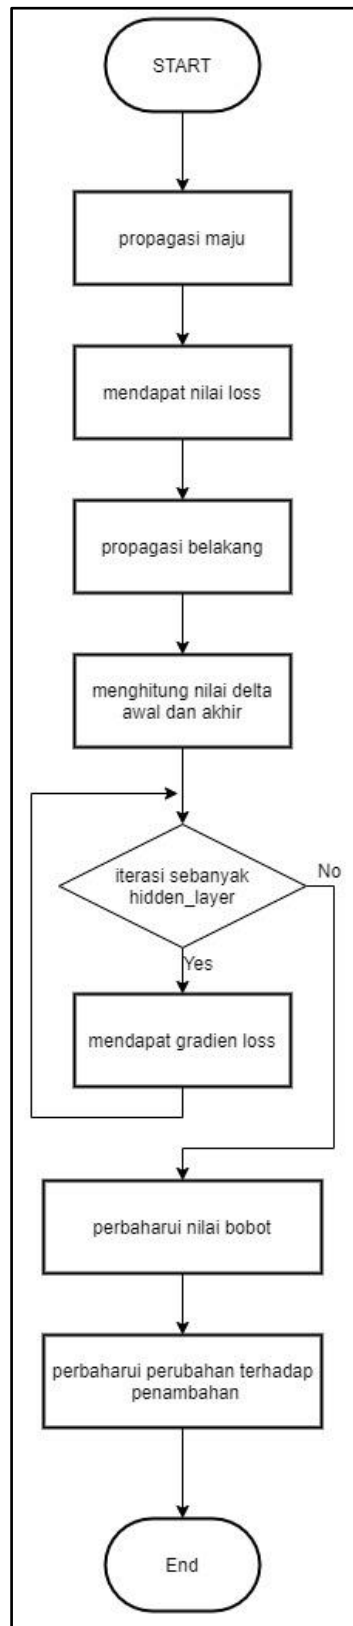 START
propagasi maju
mendapat nilai loss
propagasi belakang
menghitung nilai delta
awal dan akhir
iterasi sebanyak
hidden_layer
No
Yes
mendapat gradien loss
perbaharui nilai bobot
perbaharui perubahan terhadap
penambahan
End